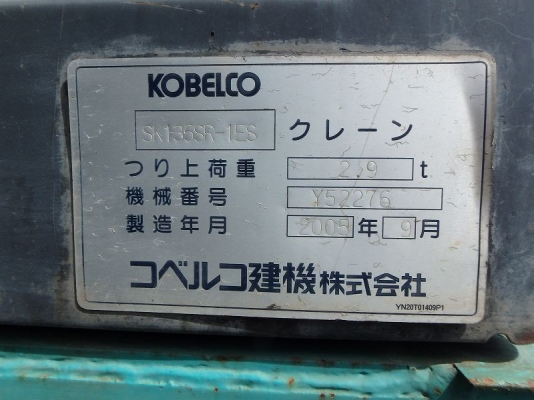 KOBELCO
SK135SR-1ES クレーン
つり上荷重 2.9 t
機械番号 Y52276
製造年月 2005 年 9 月
コベルコ建機株式会社
YN20T01409P1